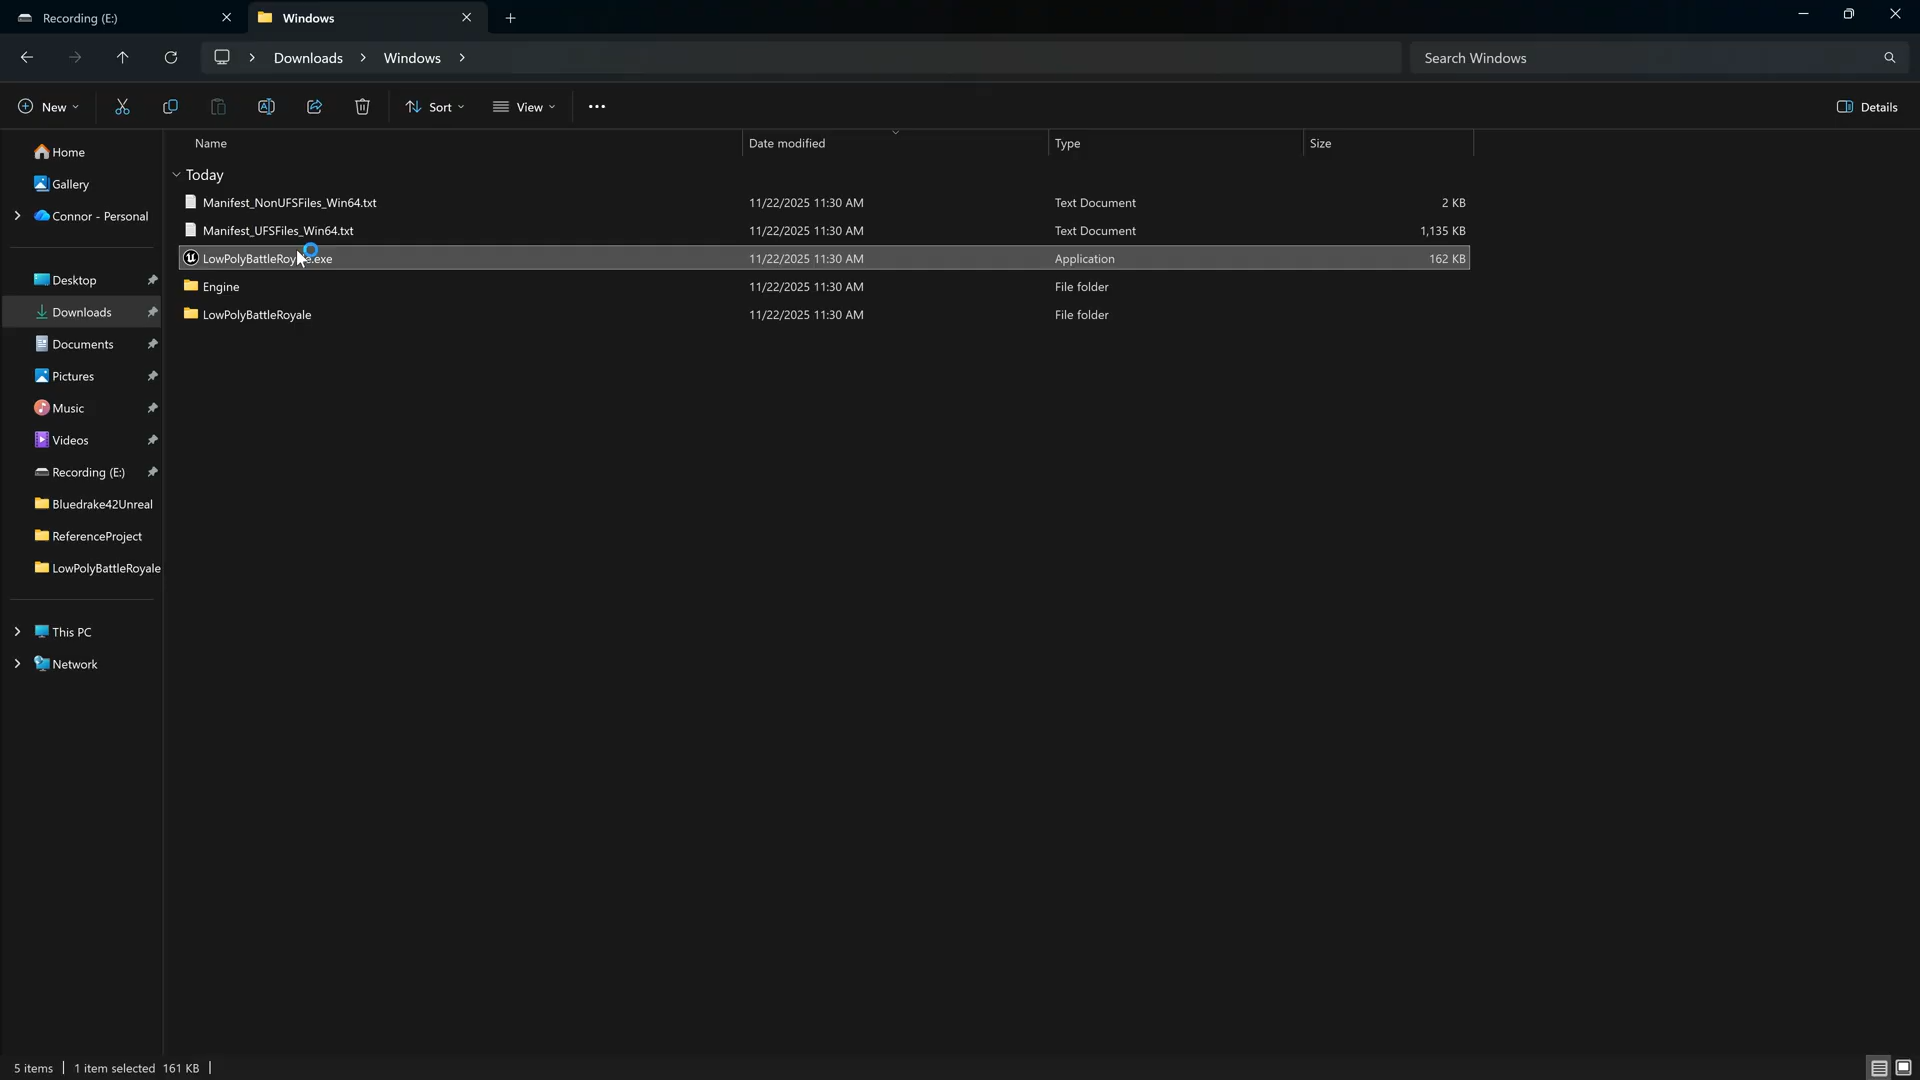 Recording (E:)
Windows
Downloads
Windows
Search Windows
New
Sort
View
Details
Name
Date modified
Type
Size
Today
Manifest_NonUFSFiles_Win64.txt 11/22/2025 11:30 AM Text Document 2 KB
Manifest_UFSFiles_Win64.txt 11/22/2025 11:30 AM Text Document 1,135 KB
11/22/2025 11:30 AM Application 162 KB
Engine 11/22/2025 11:30 AM File folder
LowPolyBattleRoyale 11/22/2025 11:30 AM File folder
Home
Gallery
Connor - Personal
Desktop
Downloads
Documents
Pictures
Music
Videos
Recording (E:)
Bluedrake42Unreal
ReferenceProject
LowPolyBattleRoyale
This PC
Network
5 items
1 item selected 161 KB